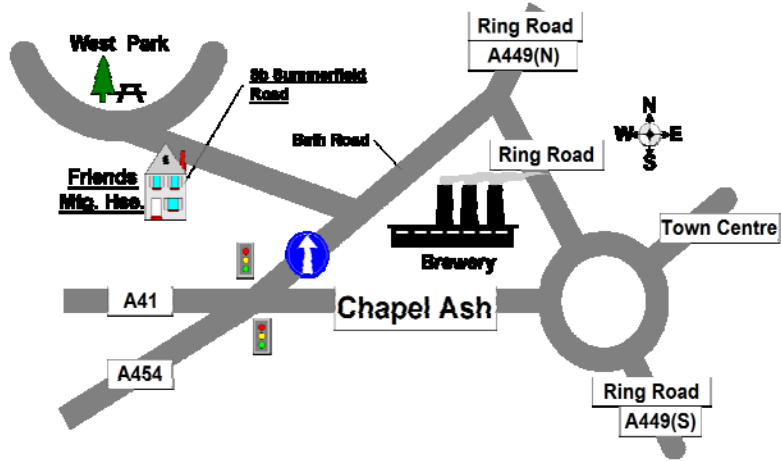 West Park
8b Summerfield
Road
Ring Road
A449(N)
N
W
E
S
Bath Road
Ring Road
Friends
Mtg. Hse.
Town Centre
Brewery
A41
Chapel Ash
A454
Ring Road
A449(S)